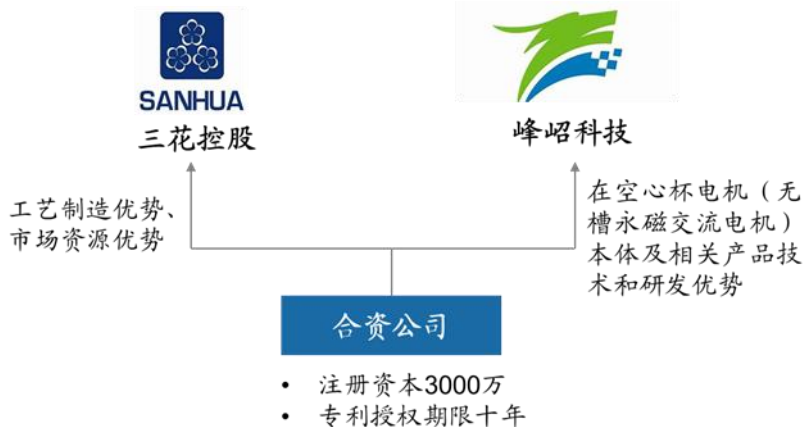 SANHUA
三花控股
峰岹科技
工艺制造优势、
市场资源优势
在空心杯电机（无
槽永磁交流电机）
本体及相关产品技
术和研发优势
合资公司
• 注册资本3000万
• 专利授权期限十年